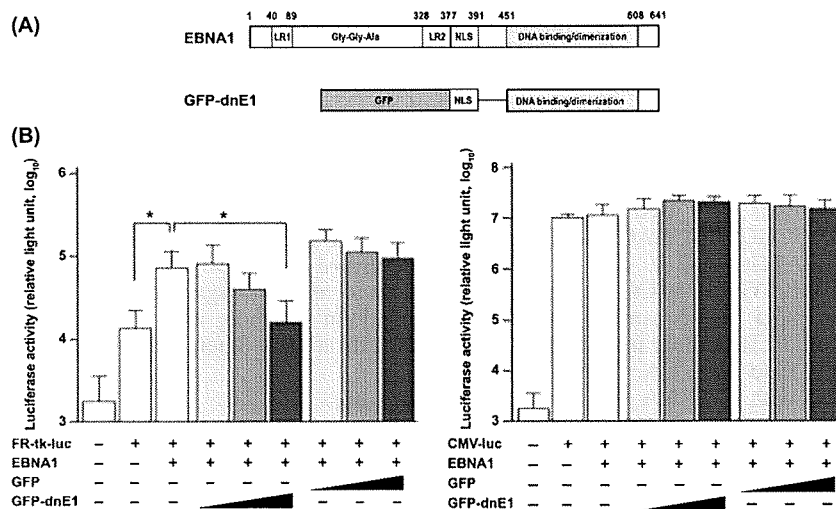 (A)
1 40 89 328 377 391 451 608 641
EBNA1 LR1 Gly-Gly-Ala LR2 NLS DNA binding/dimerization
GFP-dnE1 GFP NLS DNA binding/dimerization
(B)
Luciferase activity (relative light unit, log10)
6
5
4
3
* *
FR-tk-luc – + + + + + + + +
EBNA1 – – + + + + + + +
GFP – – – – – –
GFP-dnE1 – – – – – –
Luciferase activity (relative light unit, log10)
8
7
6
5
4
3
CMV-luc – + + + + + + + +
EBNA1 – – + + + + + + +
GFP – – – – – –
GFP-dnE1 – – – – – –